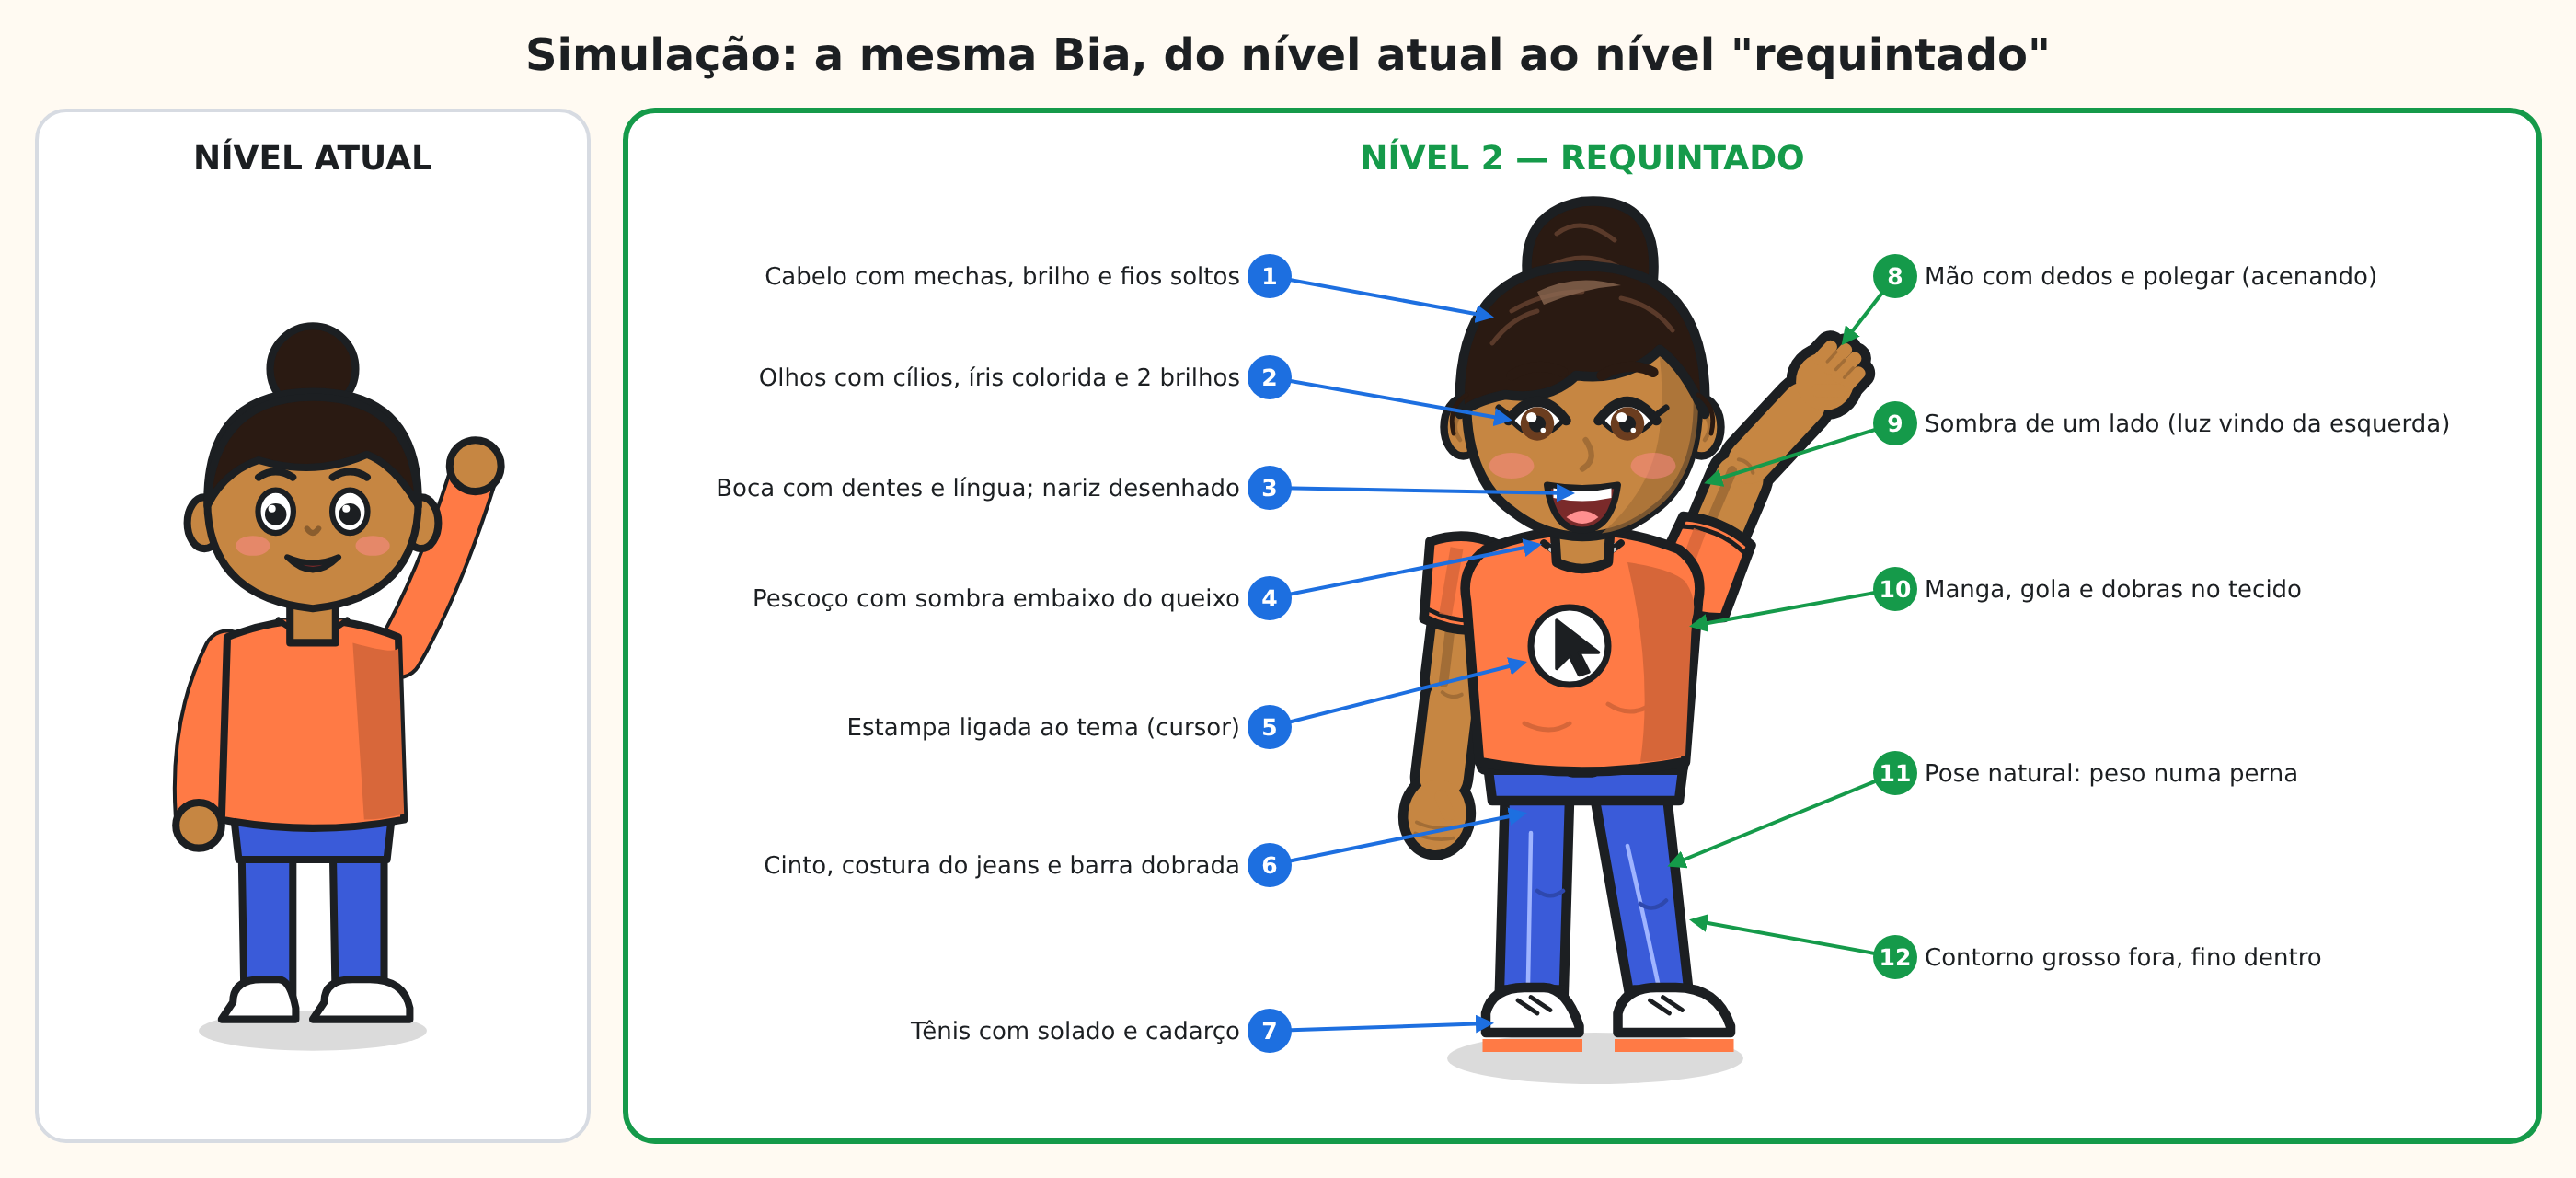 Simulação: a mesma Bia, do nível atual ao nível "requintado"
NÍVEL ATUAL
NÍVEL 2 — REQUINTADO
Cabelo com mechas, brilho e fios soltos 1
Olhos com cílios, íris colorida e 2 brilhos 2
Boca com dentes e língua; nariz desenhado 3
Pescoço com sombra embaixo do queixo 4
Estampa ligada ao tema (cursor) 5
Cinto, costura do jeans e barra dobrada 6
Tênis com solado e cadarço 7
8 Mão com dedos e polegar (acenando)
9 Sombra de um lado (luz vindo da esquerda)
10 Manga, gola e dobras no tecido
11 Pose natural: peso numa perna
12 Contorno grosso fora, fino dentro